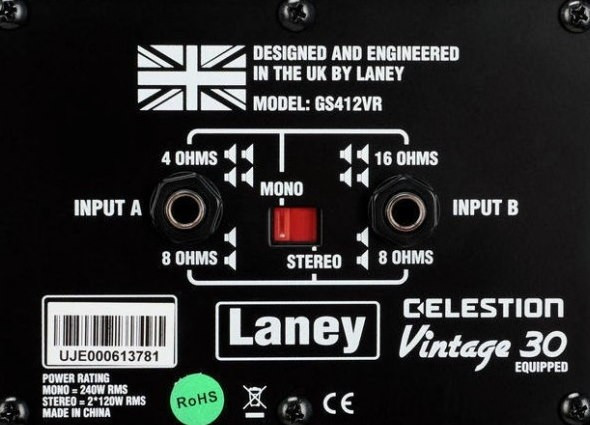 DESIGNED AND ENGINEERED
IN THE UK BY LANEY
MODEL: GS412VR
4 OHMS
16 OHMS
MONO
INPUT A
INPUT B
8 OHMS
STEREO
8 OHMS
UJE000613781
Laney
CELESTION
Vintage 30
EQUIPPED
POWER RATING
MONO = 240W RMS
STEREO = 2*120W RMS
MADE IN CHINA
RoHS
CE